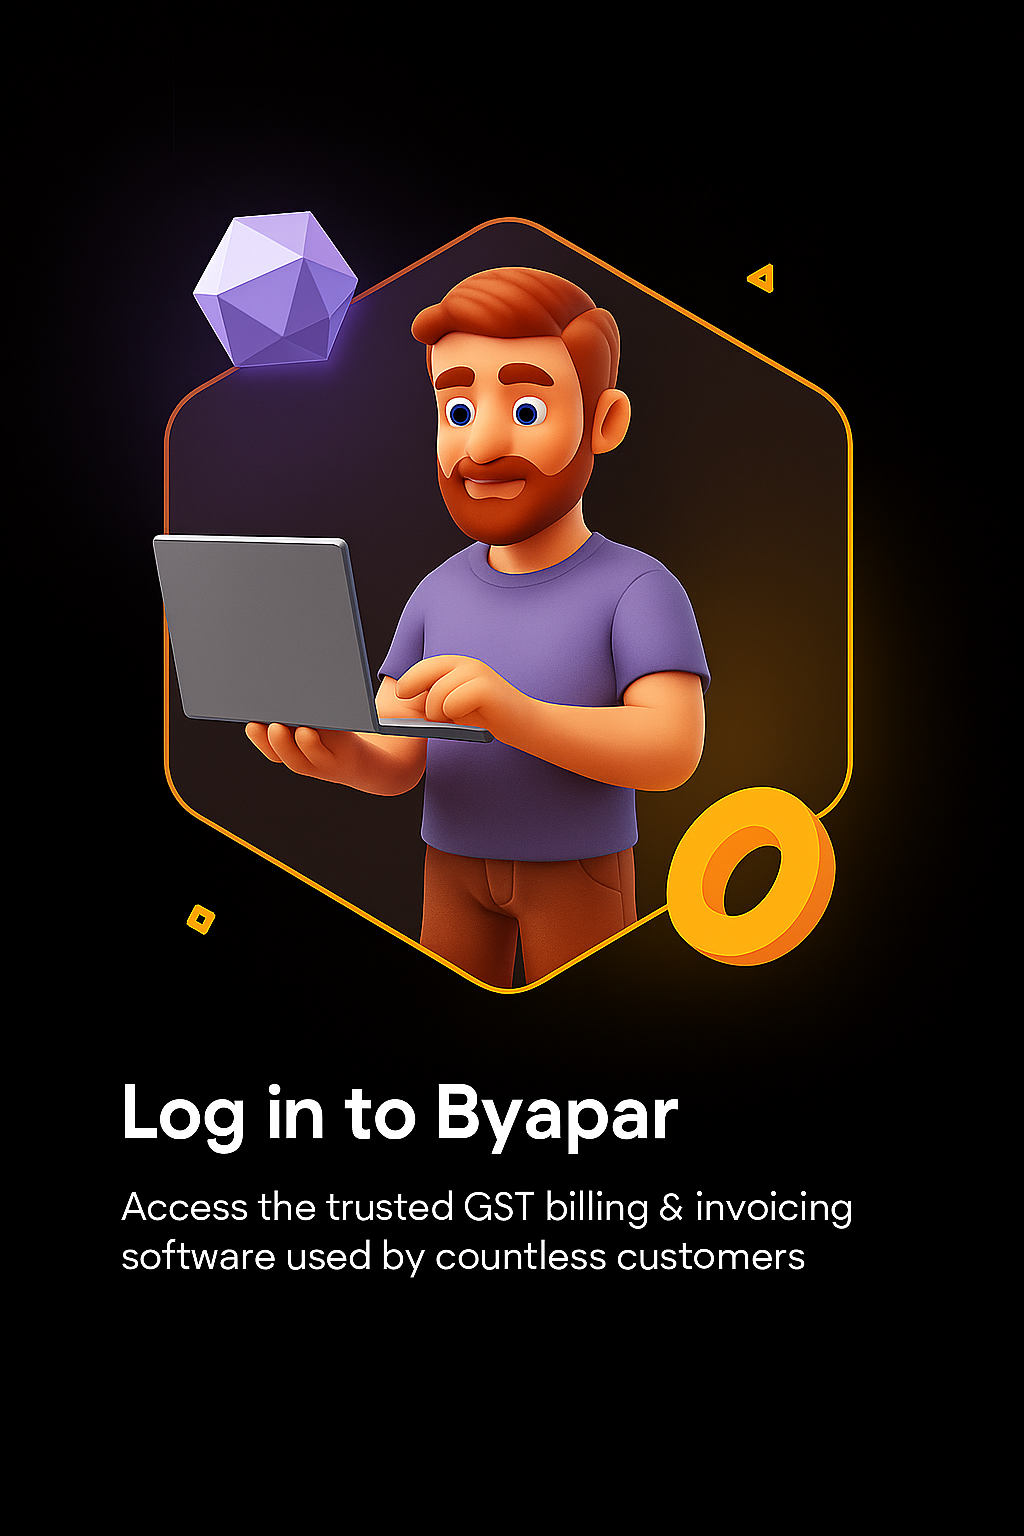 Log in to Byapar
Access the trusted GST billing & invoicing
software used by countless customers